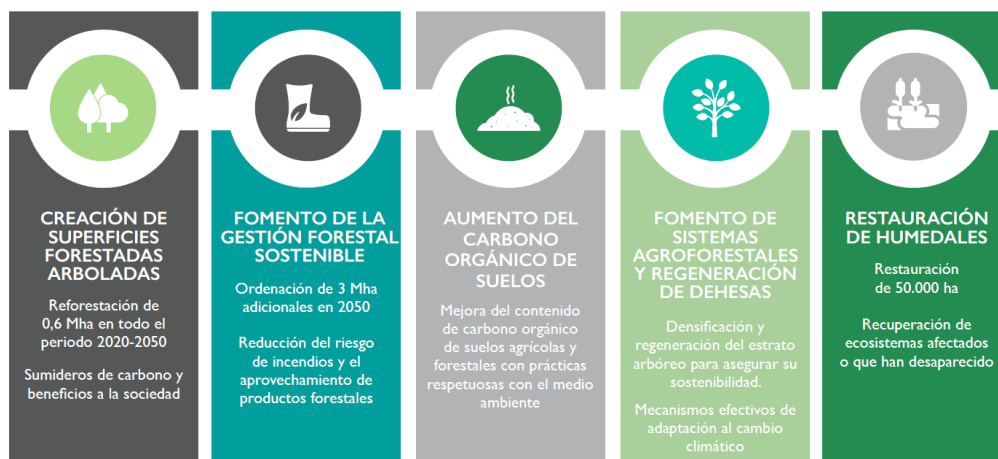 CREACIÓN DE
SUPERFICIES
FORESTADAS
ARBOLADAS
Reforestación de
0,6 Mha en todo el
periodo 2020-2050
Sumideros de carbono y
beneficios a la sociedad
FOMENTO DE LA
GESTIÓN FORESTAL
SOSTENIBLE
Ordenación de 3 Mha
adicionales en 2050
Reducción del riesgo
de incendios y el
aprovechamiento de
productos forestales
AUMENTO DEL
CARBONO
ORGÁNICO DE
SUELOS
Mejora del contenido
de carbono orgánico
de suelos agrícolas y
forestales con prácticas
respetuosas con el medio
ambiente
FOMENTO DE
SISTEMAS
AGROFORESTALES
Y REGENERACIÓN
DE DEHESAS
Densificación y
regeneración del estrato
arbóreo para asegurar su
sostenibilidad.
Mecanismos efectivos de
adaptación al cambio
climático
RESTAURACIÓN
DE HUMEDALES
Restauración
de 50.000 ha
Recuperación de
ecosistemas afectados
o que han desaparecido